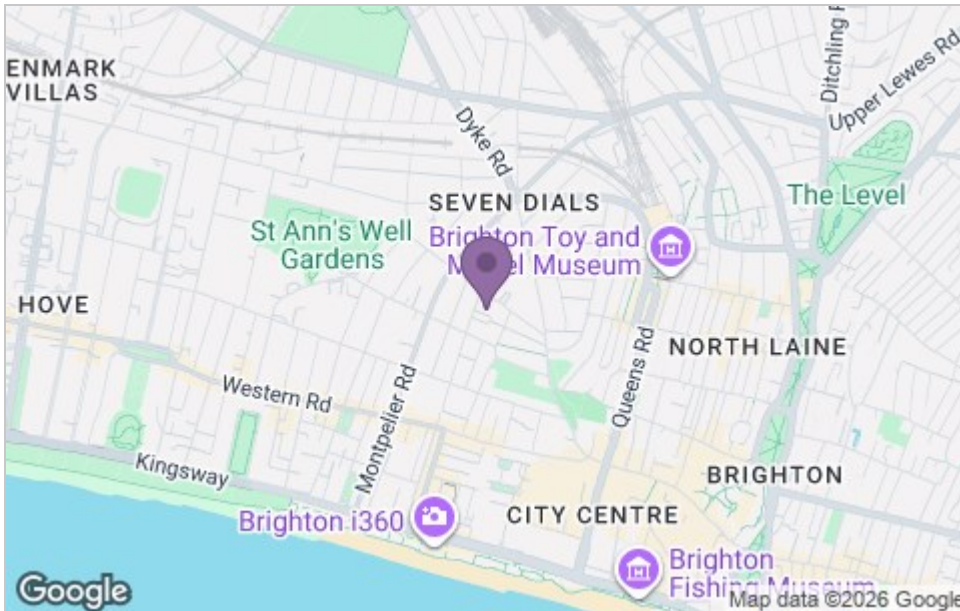 ENMARK
VILLAS
Dyke Rd
Ditchling
Upper Lewes Rd
The Level
SEVEN DIALS
St Ann's Well
Gardens
Brighton Toy and
Museum
HOVE
NORTH LAINE
Queens Rd
Western Rd
Montpelier Rd
Kingsway
BRIGHTON
Brighton i360
CITY CENTRE
Brighton
Fishing Museum
Google
Map data ©2026 Google